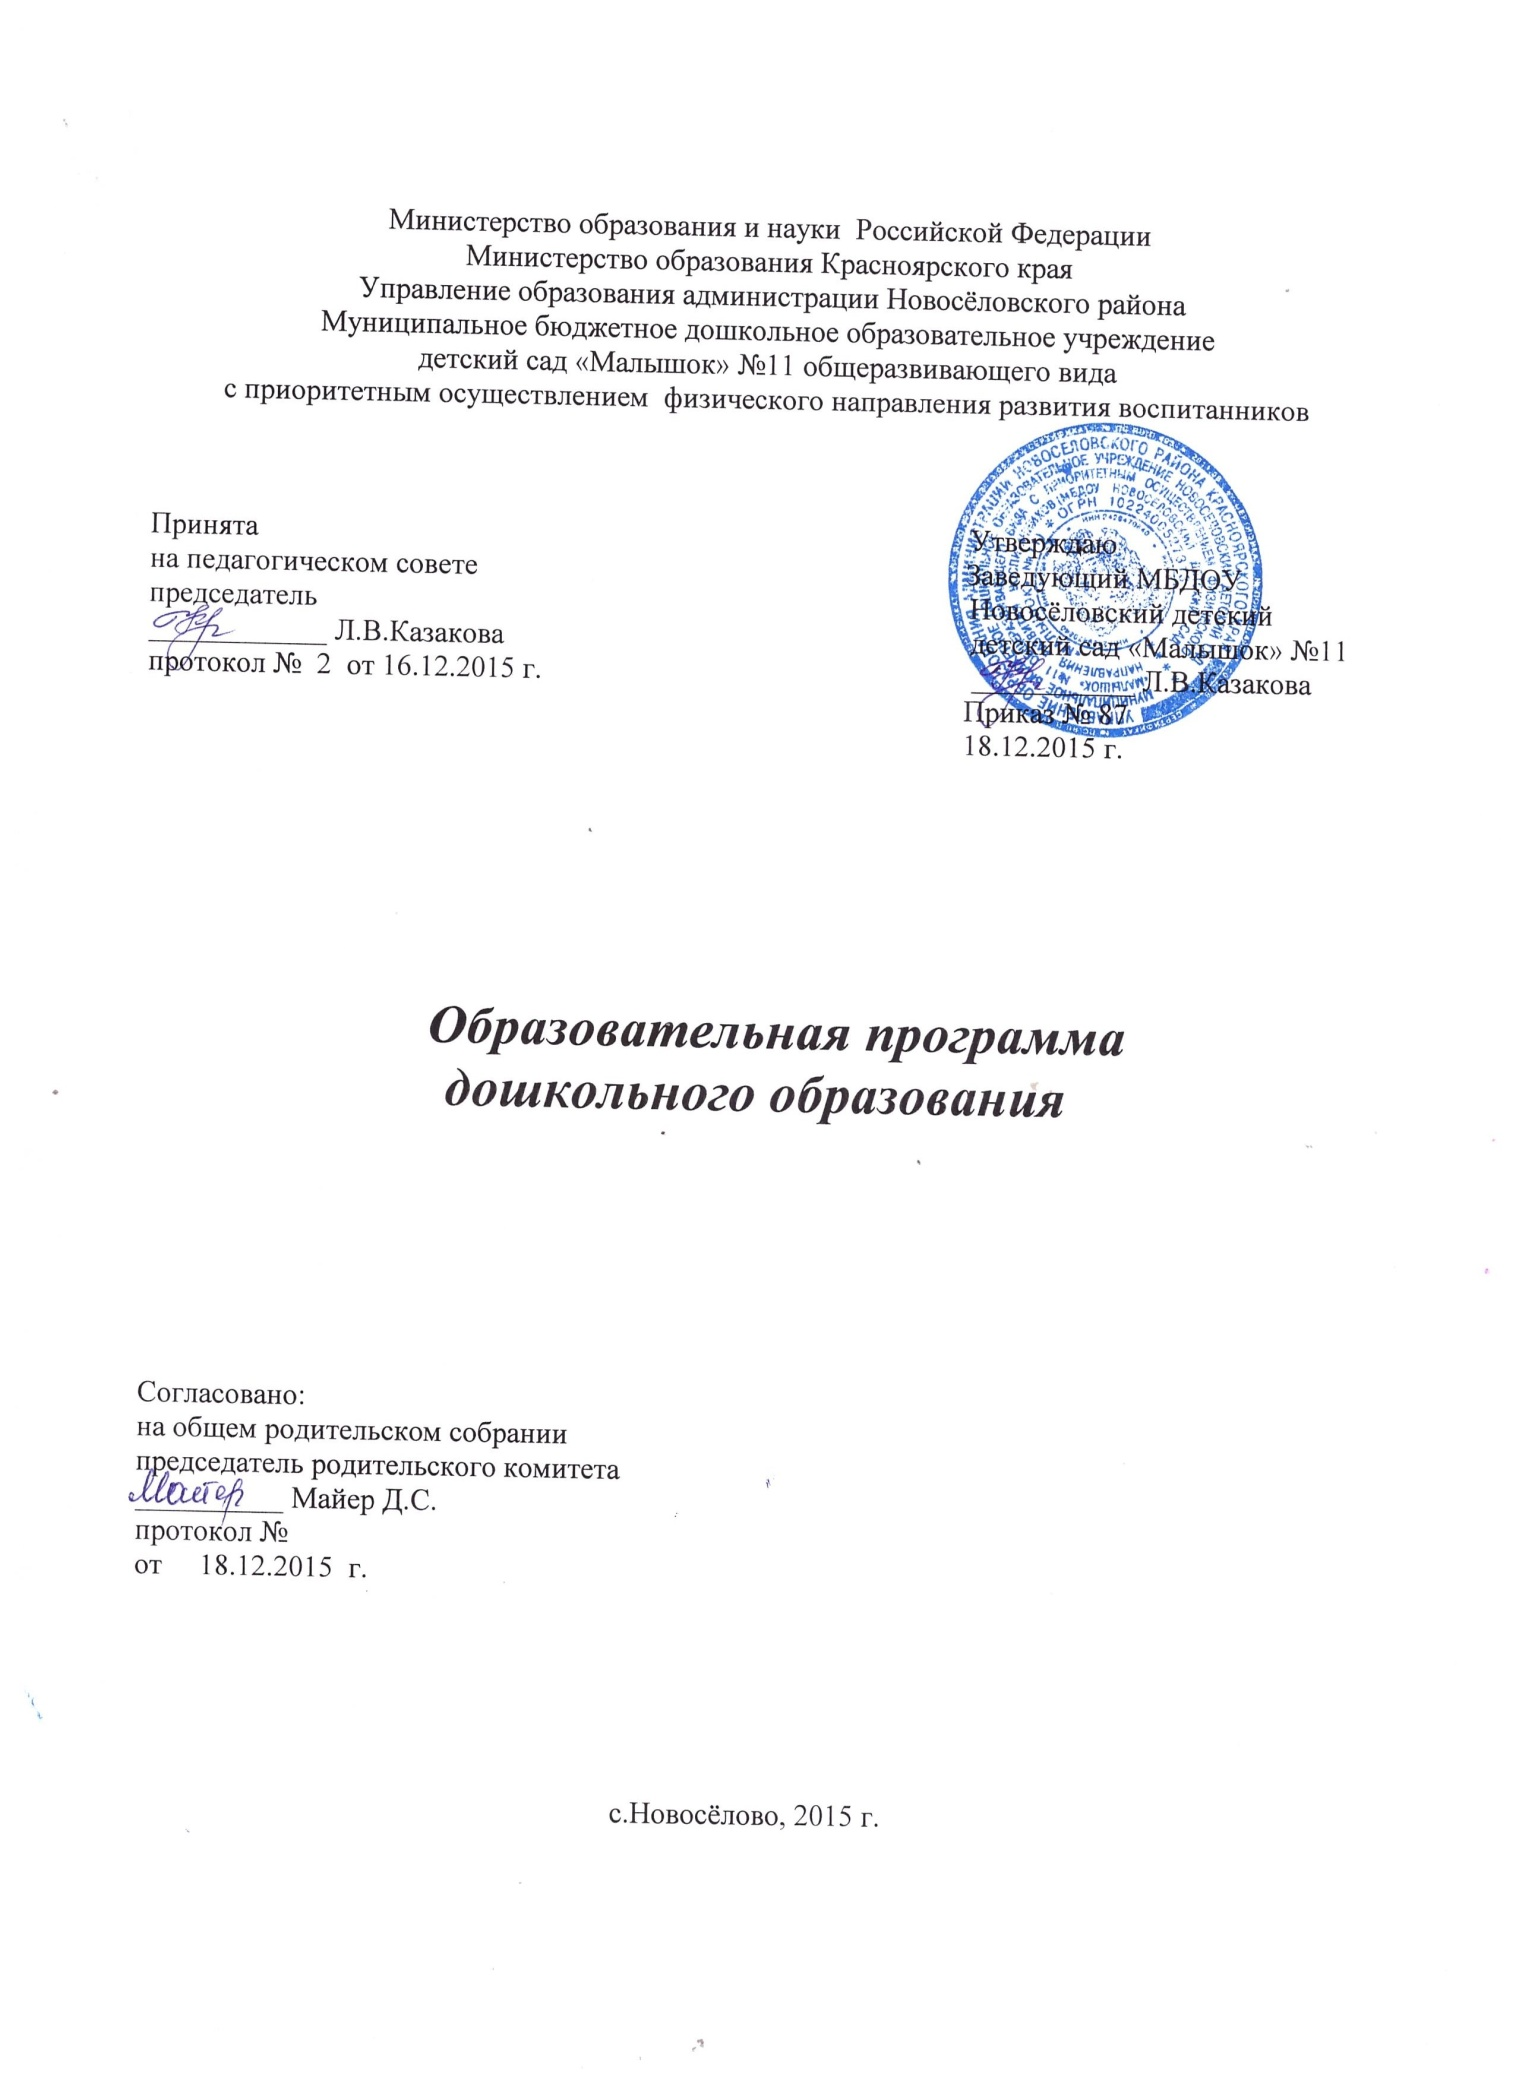 Министерство образования и науки  Российской Федерации
Министерство образования Красноярского края
Управление образования администрации Новосёловского района
Муниципальное бюджетное дошкольное образовательное учреждение
детский сад «Малышок» №11 общеразвивающего вида
с приоритетным осуществлением  физического направления развития воспитанников
Принята
на педагогическом совете
председатель
____________ Л.В.Казакова
протокол №  2  от 16.12.2015 г.
Утверждаю
Заведующий МБДОУ
Новосёловский детский
детский сад «Малышок» №11
___________ Л.В.Казакова
Приказ № 87
18.12.2015 г.
Образовательная программа
дошкольного образования
Согласовано:
на общем родительском собрании
председатель родительского комитета
Майер
__________ Майер Д.С.
протокол №
от     18.12.2015  г.
с.Новосёлово, 2015 г.